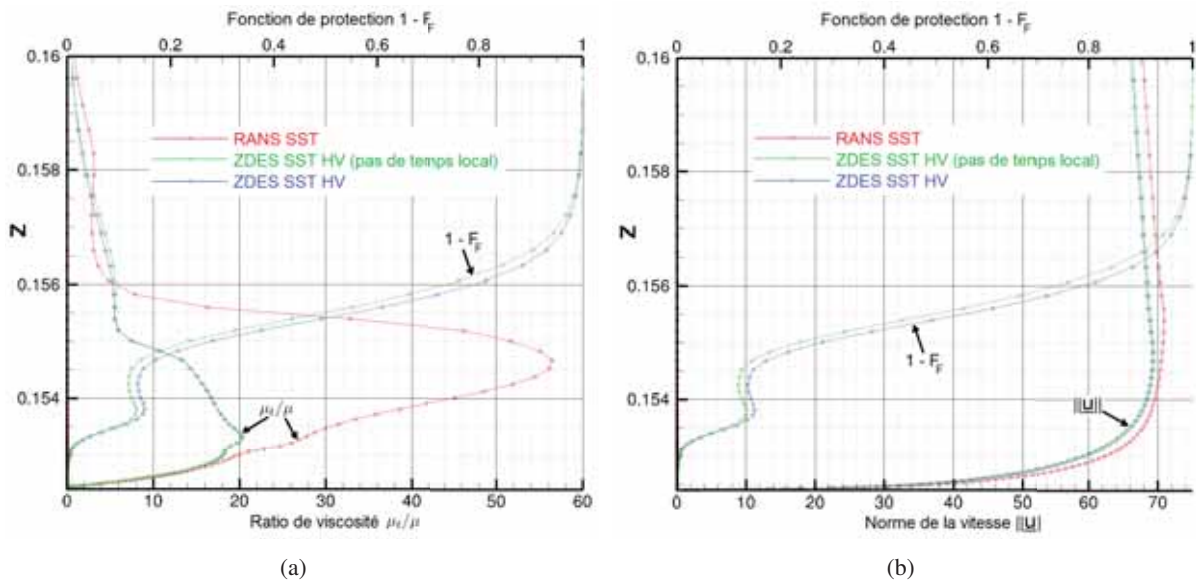 Fonction de protection 1 - F_F
0 0.2 0.4 0.6 0.8 1
0.16
0.158
0.156
0.154
Z
RANS SST
ZDES SST HV (pas de temps local)
ZDES SST HV
1 - F_F
μ_t/μ
0 10 20 30 40 50 60
Ratio de viscosité μ_t/μ
(a)
Fonction de protection 1 - F_F
0 0.2 0.4 0.6 0.8 1
0.16
0.158
0.156
0.154
Z
RANS SST
ZDES SST HV (pas de temps local)
ZDES SST HV
1 - F_F
||U||
0 10 20 30 40 50 60 70
Norme de la vitesse ||U||
(b)